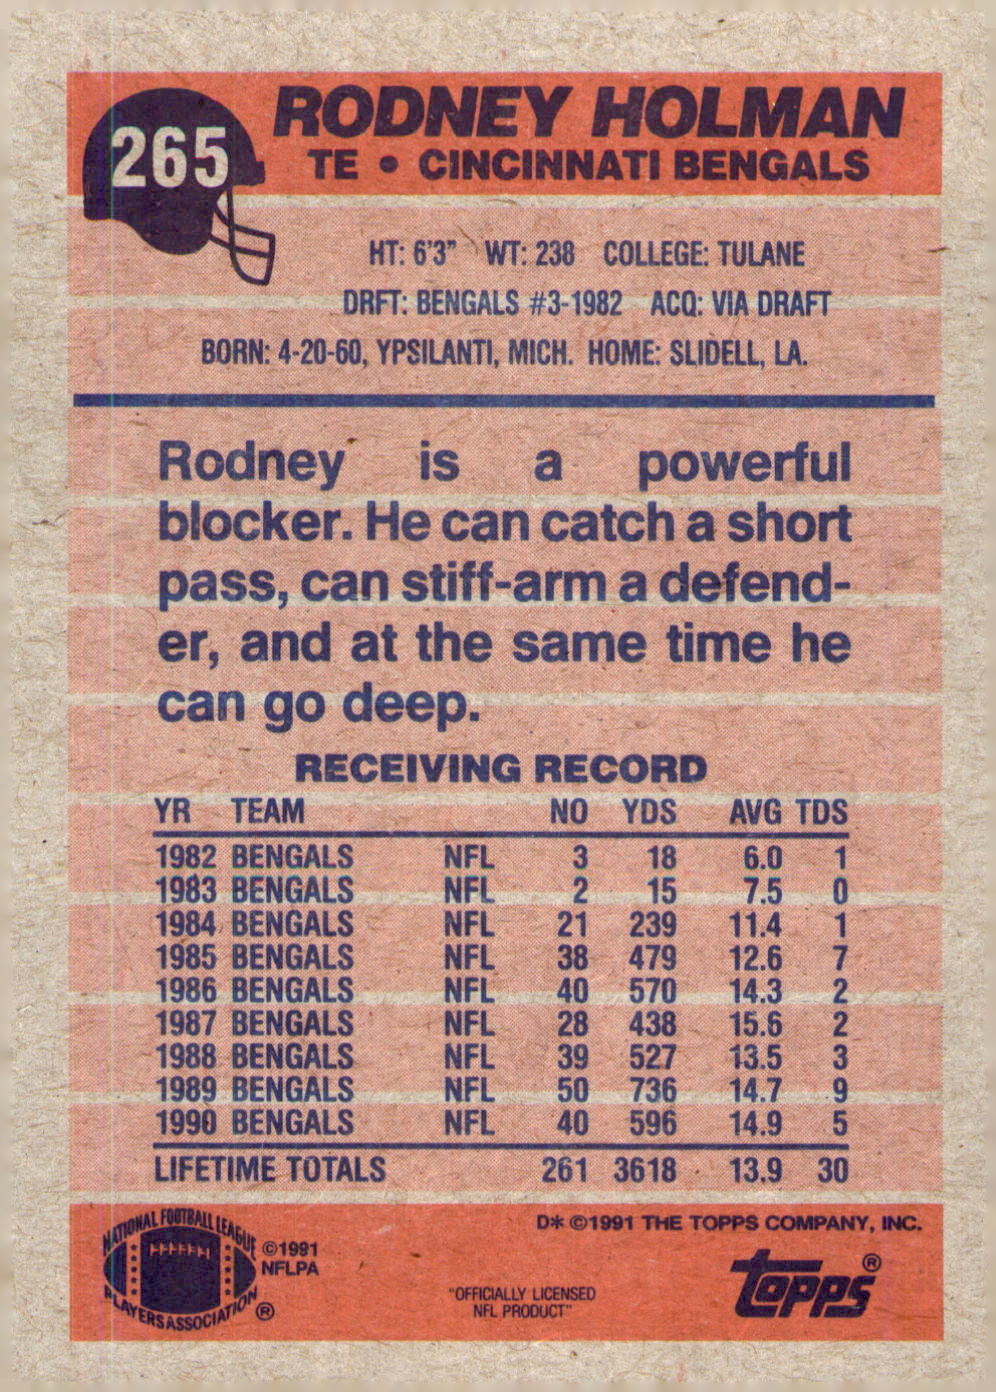 265
RODNEY HOLMAN
TE • CINCINNATI BENGALS
HT: 6'3" WT: 238 COLLEGE: TULANE
DRFT: BENGALS #3-1982 ACQ: VIA DRAFT
BORN: 4-20-60, YPSILANTI, MICH. HOME: SLIDELL, LA.
Rodney is a powerful
blocker. He can catch a short
pass, can stiff-arm a defend-
er, and at the same time he
can go deep.
RECEIVING RECORD
YR TEAM NO YDS AVG TDS
1982 BENGALS NFL 3 18 6.0 1
1983 BENGALS NFL 2 15 7.5 0
1984 BENGALS NFL 21 239 11.4 1
1985 BENGALS NFL 38 479 12.6 7
1986 BENGALS NFL 40 570 14.3 2
1987 BENGALS NFL 28 438 15.6 2
1988 BENGALS NFL 39 527 13.5 3
1989 BENGALS NFL 50 736 14.7 9
1990 BENGALS NFL 40 596 14.9 5
LIFETIME TOTALS 261 3618 13.9 30
NATIONAL FOOTBALL LEAGUE
PLAYERS ASSOCIATION ®
©1991
NFLPA
"OFFICIALLY LICENSED
NFL PRODUCT"
D* ©1991 THE TOPPS COMPANY, INC.
topps ®